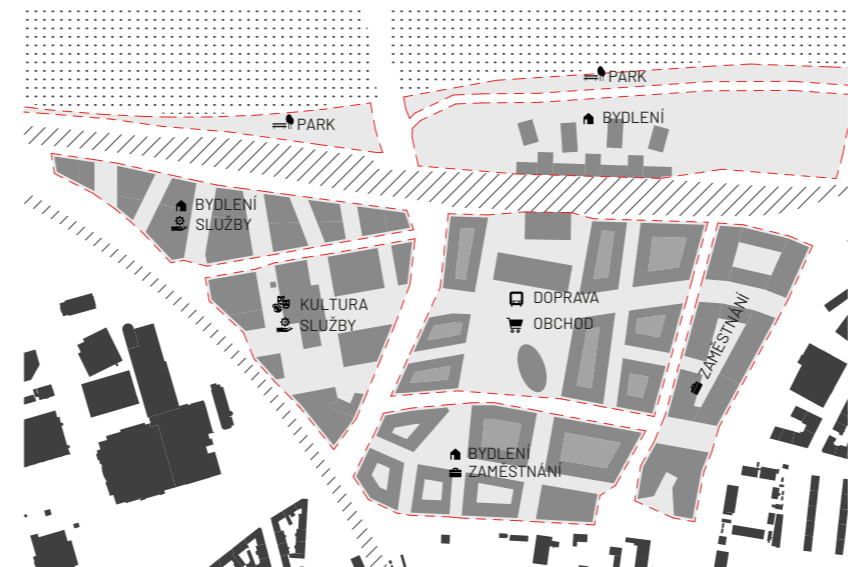 PARK
PARK
BYDLENÍ
BYDLENÍ
SLUŽBY
KULTURA
SLUŽBY
DOPRAVA
OBCHOD
ZAMĚSTNÁNÍ
BYDLENÍ
ZAMĚSTNÁNÍ